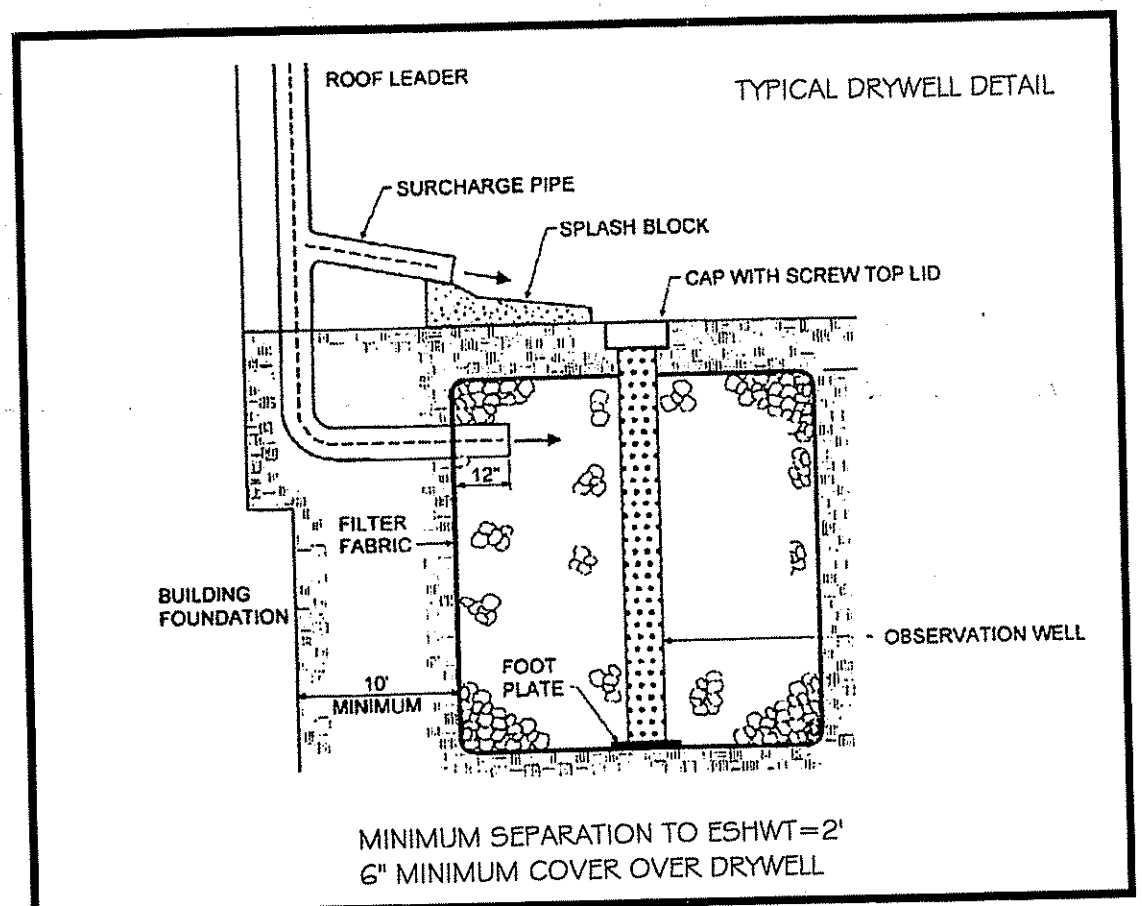 ROOF LEADER
TYPICAL DRYWELL DETAIL
SURCHARGE PIPE
SPLASH BLOCK
CAP WITH SCREW TOP LID
12"
FILTER
FABRIC
BUILDING
FOUNDATION
OBSERVATION WELL
FOOT
PLATE
10'
MINIMUM
MINIMUM SEPARATION TO ESHWT=2'
6" MINIMUM COVER OVER DRYWELL